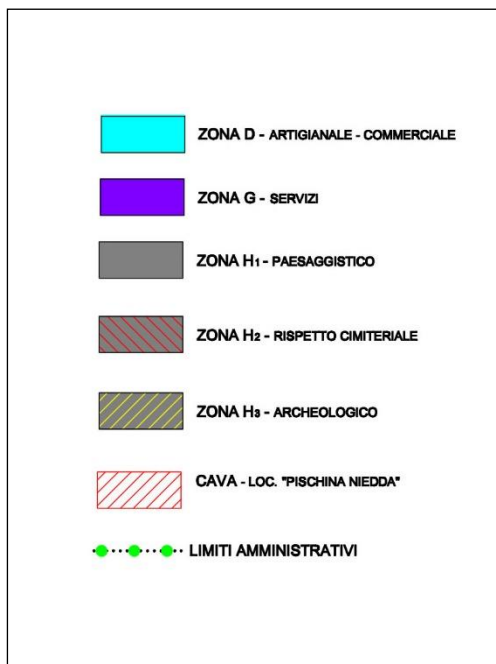 ZONA D - ARTIGIANALE - COMMERCIALE
ZONA G - SERVIZI
ZONA H1 - PAESAGGISTICO
ZONA H2 - RISPETTO CIMITERIALE
ZONA H3 - ARCHEOLOGICO
CAVA - LOC. "PISCHINA NIEDDA"
LIMITI AMMINISTRATIVI